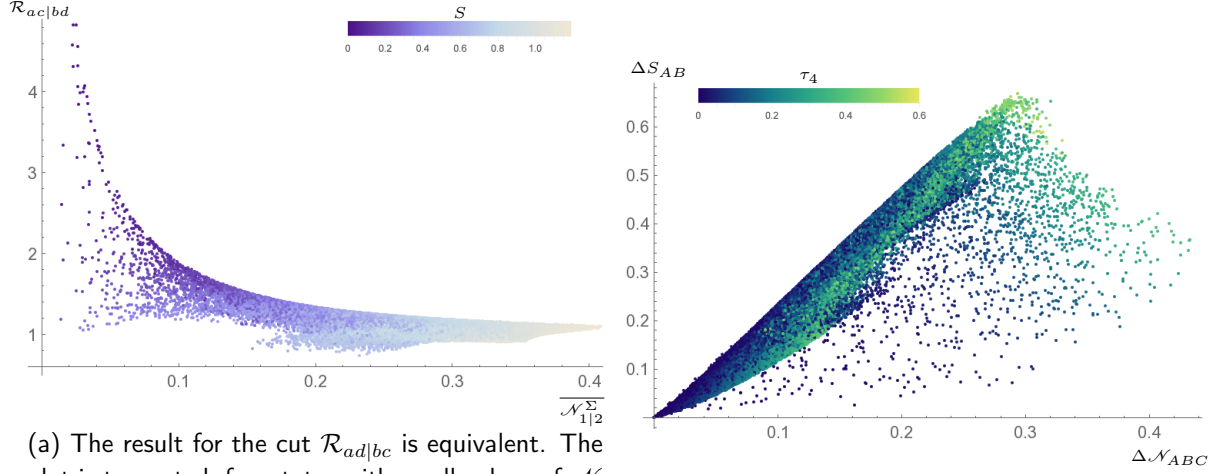 𝓡_{ac|bd}
S
0 0.2 0.4 0.6 0.8 1.0
4
3
2
1
0.1 0.2 0.3 0.4
\overline{𝒩^Σ_{1|2}}
(a) The result for the cut 𝓡_{ad|bc} is equivalent. The
ΔS_{AB}
τ_4
0 0.2 0.4 0.6
0.6
0.5
0.4
0.3
0.2
0.1
0.1 0.2 0.3 0.4
Δ𝒩_{ABC}